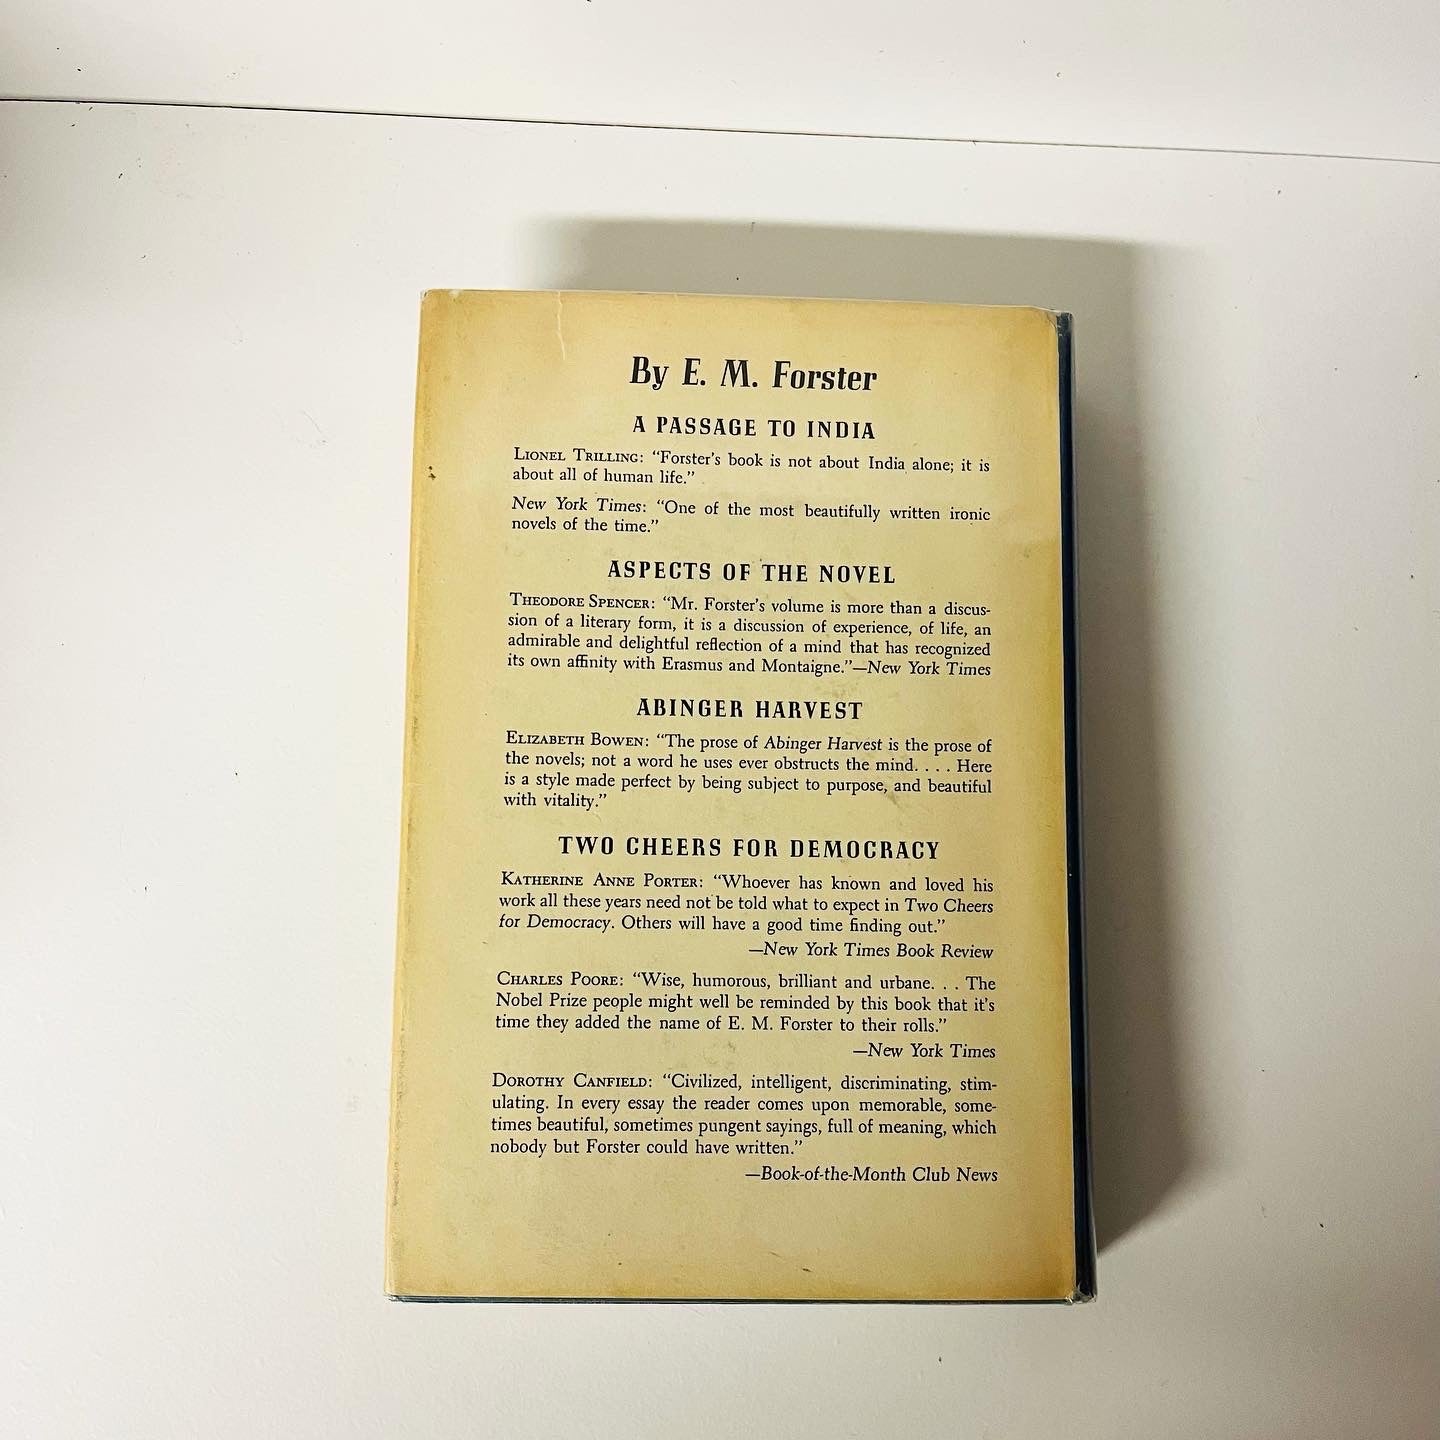 By E. M. Forster
A PASSAGE TO INDIA
LIONEL TRILLING: “Forster's book is not about India alone; it is
about all of human life.”
New York Times: “One of the most beautifully written ironic
novels of the time.”
ASPECTS OF THE NOVEL
THEODORE SPENCER: “Mr. Forster's volume is more than a discus-
sion of a literary form, it is a discussion of experience, of life, an
admirable and delightful reflection of a mind that has recognized
its own affinity with Erasmus and Montaigne.”—New York Times
ABINGER HARVEST
ELIZABETH BOWEN: “The prose of Abinger Harvest is the prose of
the novels; not a word he uses ever obstructs the mind. . . . Here
is a style made perfect by being subject to purpose, and beautiful
with vitality.”
TWO CHEERS FOR DEMOCRACY
KATHERINE ANNE PORTER: “Whoever has known and loved his
work all these years need not be told what to expect in Two Cheers
for Democracy. Others will have a good time finding out.”
—New York Times Book Review
CHARLES POORE: “Wise, humorous, brilliant and urbane. . . The
Nobel Prize people might well be reminded by this book that it's
time they added the name of E. M. Forster to their rolls.”
—New York Times
DOROTHY CANFIELD: “Civilized, intelligent, discriminating, stim-
ulating. In every essay the reader comes upon memorable, some-
times beautiful, sometimes pungent sayings, full of meaning, which
nobody but Forster could have written.”
—Book-of-the-Month Club News